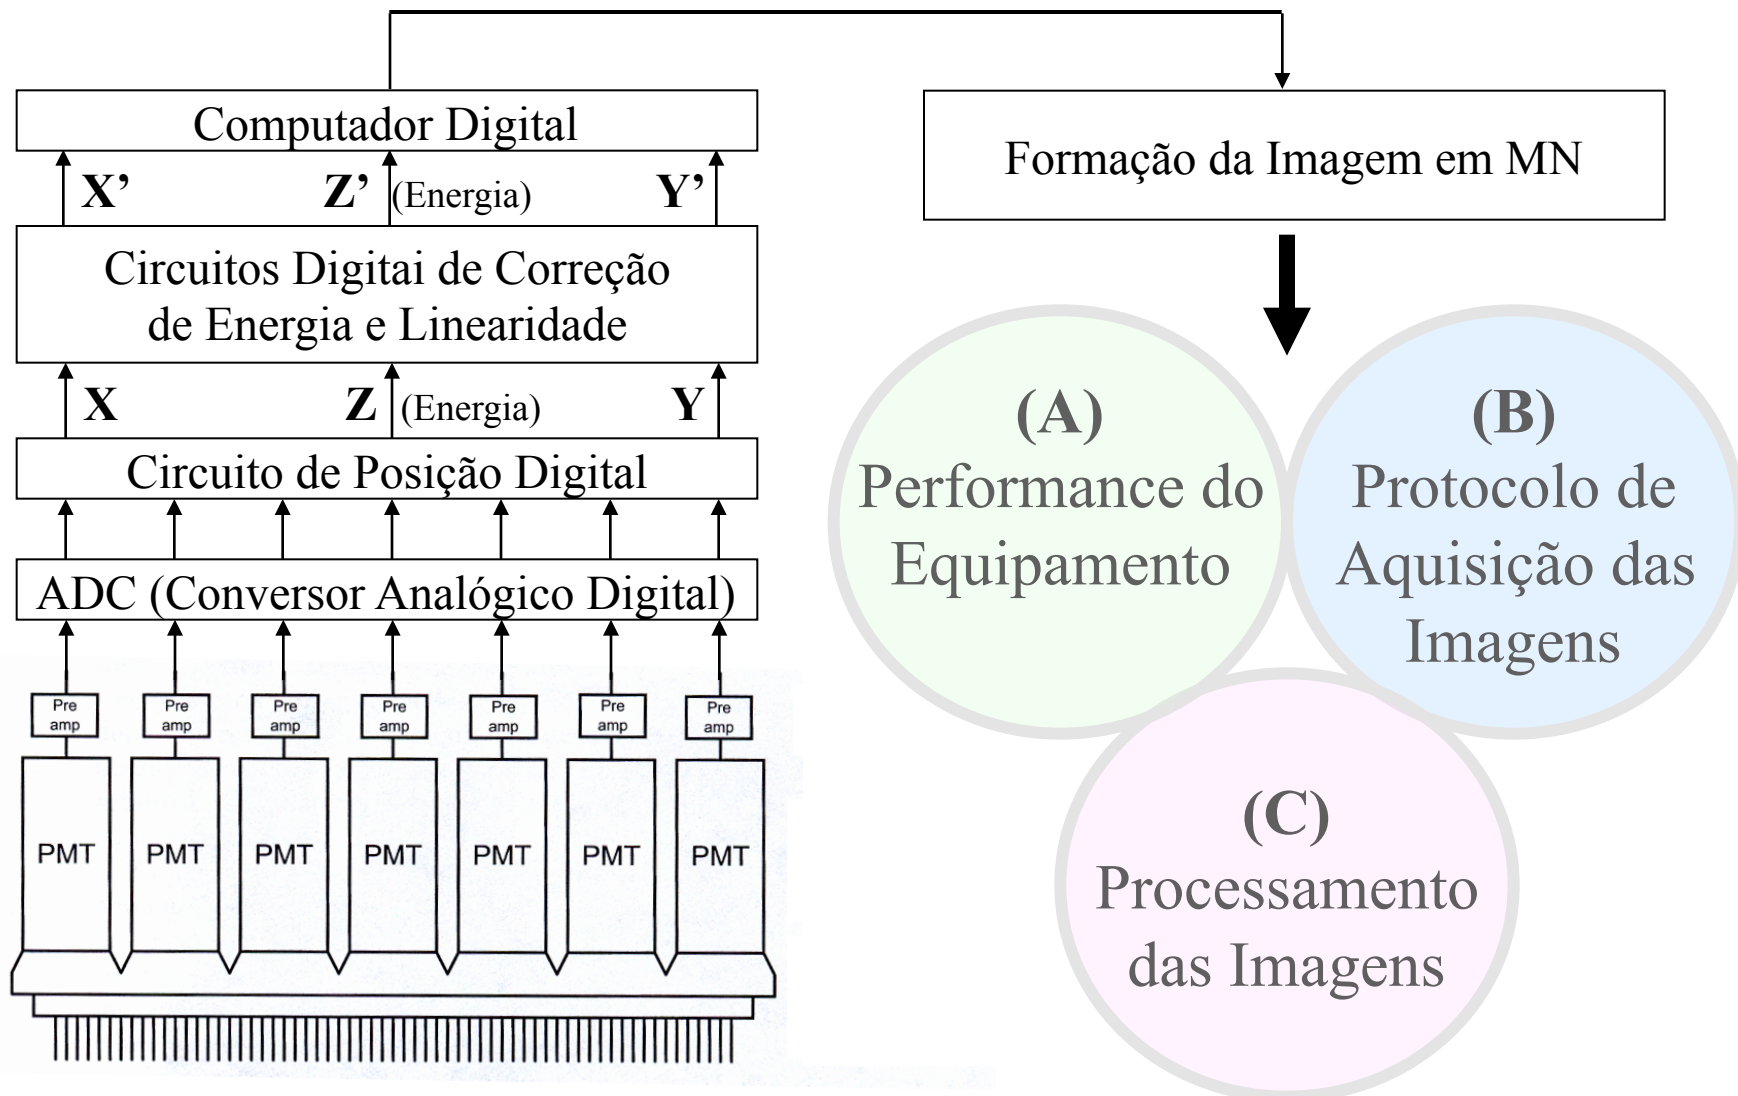 Computador Digital
X’ Z’ (Energia) Y’
Circuitos Digitai de Correção
de Energia e Linearidade
X Z (Energia) Y
Circuito de Posição Digital
ADC (Conversor Analógico Digital)
Pre Pre Pre Pre Pre Pre Pre
amp amp amp amp amp amp amp
PMT PMT PMT PMT PMT PMT PMT
Formação da Imagem em MN
(A)
Performance do
Equipamento
(B)
Protocolo de
Aquisição das
Imagens
(C)
Processamento
das Imagens